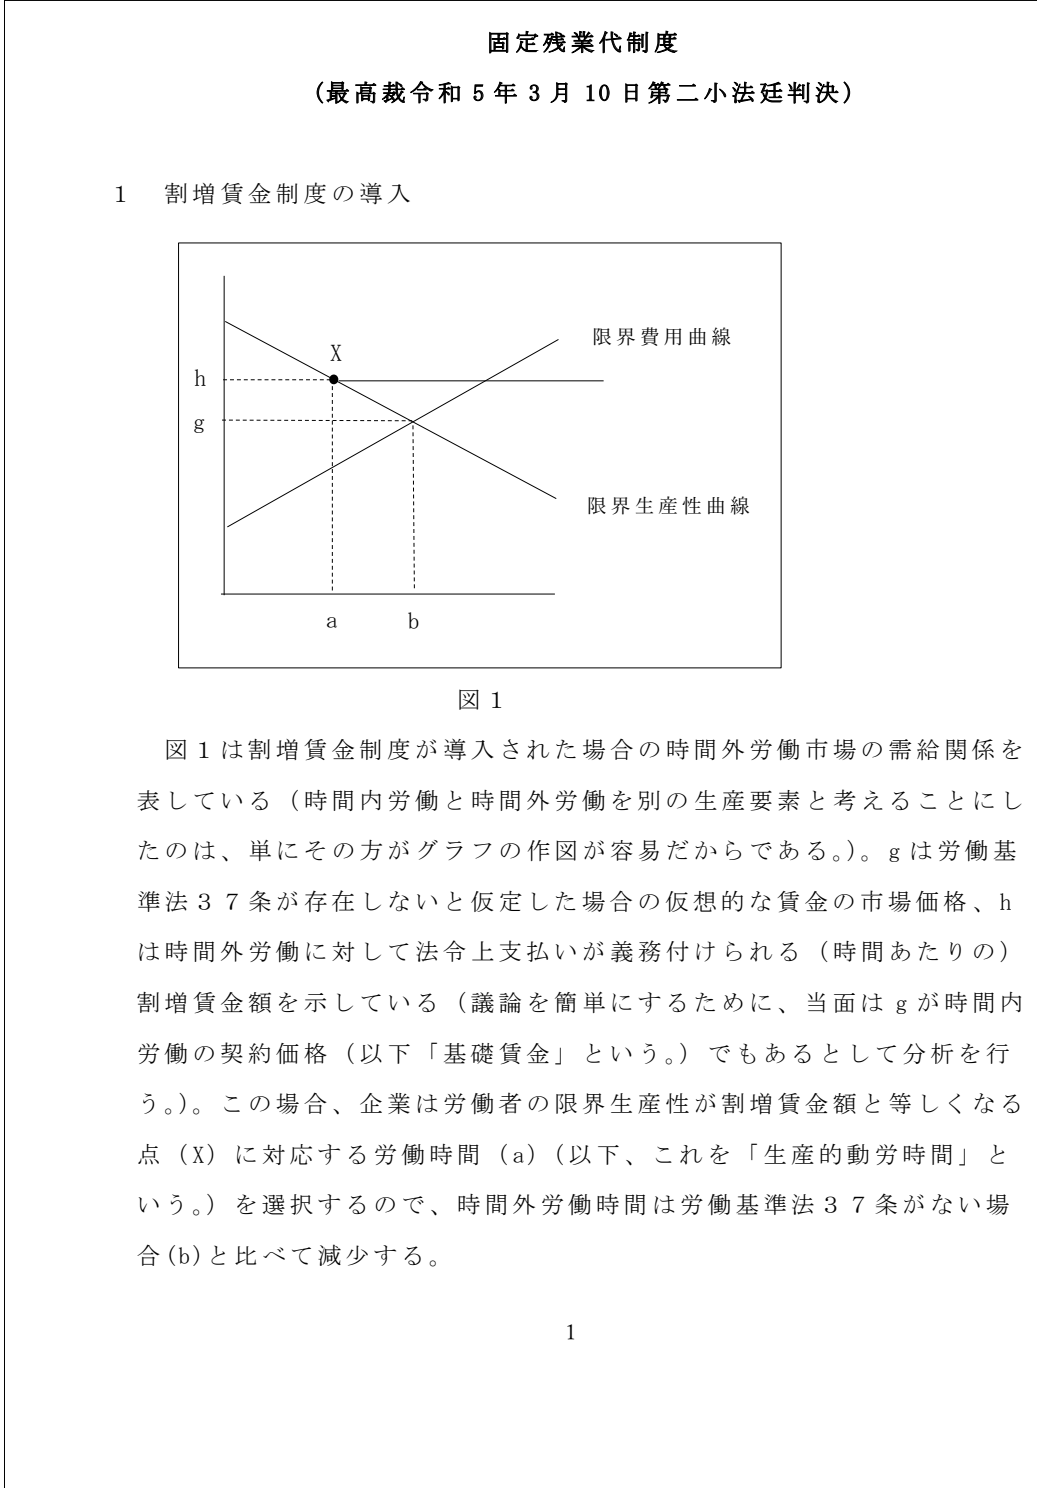 固定残業代制度
(最高裁令和5年3月10日第二小法廷判決)
１　割増賃金制度の導入
限界費用曲線
X
h
g
限界生産性曲線
a
b
図１
図１は割増賃金制度が導入された場合の時間外労働市場の需給関係を
表している（時間内労働と時間外労働を別の生産要素と考えることにし
たのは、単にその方がグラフの作図が容易だからである。）。gは労働基
準法３７条が存在しないと仮定した場合の仮想的な賃金の市場価格、h
は時間外労働に対して法令上支払いが義務付けられる（時間あたりの）
割増賃金額を示している（議論を簡単にするために、当面はgが時間内
労働の契約価格（以下「基礎賃金」という。）でもあるとして分析を行
う。）。この場合、企業は労働者の限界生産性が割増賃金額と等しくなる
点（X）に対応する労働時間（a）（以下、これを「生産的動労時間」と
いう。）を選択するので、時間外労働時間は労働基準法３７条がない場
合(b)と比べて減少する。
1